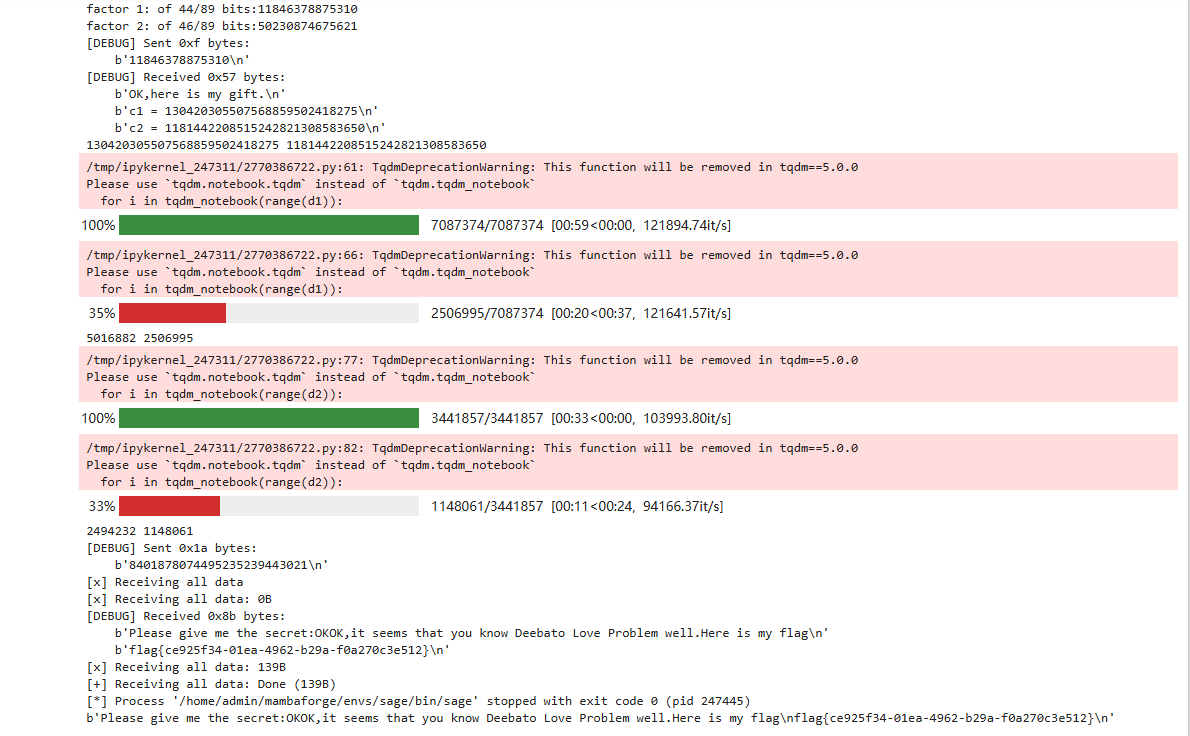 factor 1: of 44/89 bits:11846378875310
factor 2: of 46/89 bits:50230874675621
[DEBUG] Sent 0xf bytes:
    b'11846378875310\n'
[DEBUG] Received 0x57 bytes:
    b'OK,here is my gift.\n'
    b'c1 = 130420305507568859502418275\n'
    b'c2 = 118144220851524282130858365​0\n'
130420305507568859502418275 1181442208515242821308583650
/tmp/ipykernel_247311/2770386722.py:61: TqdmDeprecationWarning: This function will be removed in tqdm==5.0.0
Please use `tqdm.notebook.tqdm` instead of `tqdm.tqdm_notebook`
  for i in tqdm_notebook(range(d1)):
100% 7087374/7087374 [00:59<00:00, 121894.74it/s]
/tmp/ipykernel_247311/2770386722.py:66: TqdmDeprecationWarning: This function will be removed in tqdm==5.0.0
Please use `tqdm.notebook.tqdm` instead of `tqdm.tqdm_notebook`
  for i in tqdm_notebook(range(d1)):
35% 2506995/7087374 [00:20<00:37, 121641.57it/s]
5016882 2506995
/tmp/ipykernel_247311/2770386722.py:77: TqdmDeprecationWarning: This function will be removed in tqdm==5.0.0
Please use `tqdm.notebook.tqdm` instead of `tqdm.tqdm_notebook`
  for i in tqdm_notebook(range(d2)):
100% 3441857/3441857 [00:33<00:00, 103993.80it/s]
/tmp/ipykernel_247311/2770386722.py:82: TqdmDeprecationWarning: This function will be removed in tqdm==5.0.0
Please use `tqdm.notebook.tqdm` instead of `tqdm.tqdm_notebook`
  for i in tqdm_notebook(range(d2)):
33% 1148061/3441857 [00:11<00:24, 94166.37it/s]
2494232 1148061
[DEBUG] Sent 0x1a bytes:
    b'8401878074495235239443021\n'
[x] Receiving all data
[x] Receiving all data: 0B
[DEBUG] Received 0x8b bytes:
    b'Please give me the secret:OKOK,it seems that you know Deebato Love Problem well.Here is my flag\n'
    b'flag{ce925f34-01ea-4962-b29a-f0a270c3e512}\n'
[x] Receiving all data: 139B
[+] Receiving all data: Done (139B)
[*] Process '/home/admin/mambaforge/envs/sage/bin/sage' stopped with exit code 0 (pid 247445)
b'Please give me the secret:OKOK,it seems that you know Deebato Love Problem well.Here is my flag\nflag{ce925f34-01ea-4962-b29a-f0a270c3e512}\n'